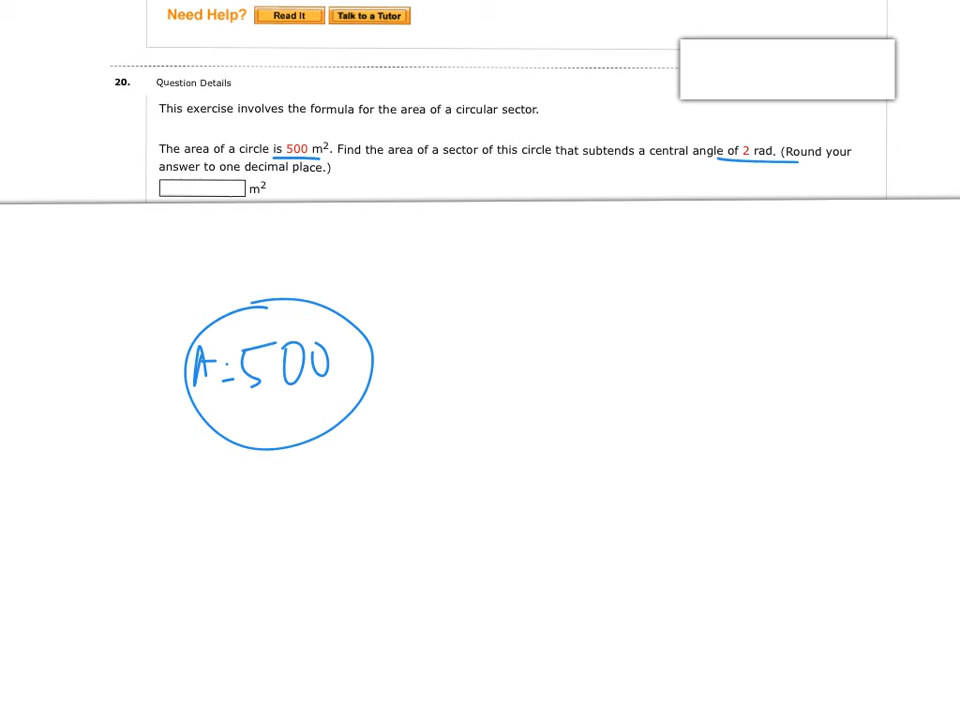 Need Help? Read It Talk to a Tutor
20. Question Details
This exercise involves the formula for the area of a circular sector.
The area of a circle is 500 m². Find the area of a sector of this circle that subtends a central angle of 2 rad. (Round your
answer to one decimal place.)
m²
A=500